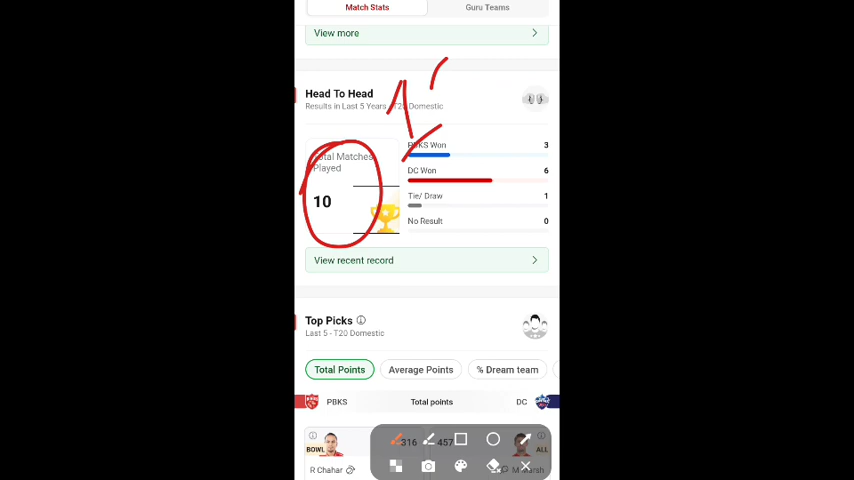 Match Stats
Guru Teams
View more
Head To Head
Results in Last 5 Years - T20 Domestic
Total Matches
Played
10
PBKS Won 3
DC Won 6
Tie/ Draw 1
No Result 0
View recent record
Top Picks
Last 5 - T20 Domestic
Total Points
Average Points
% Dream team
PBKS
Total points
DC
BOWL
316
457
ALL
R Chahar
M Marsh